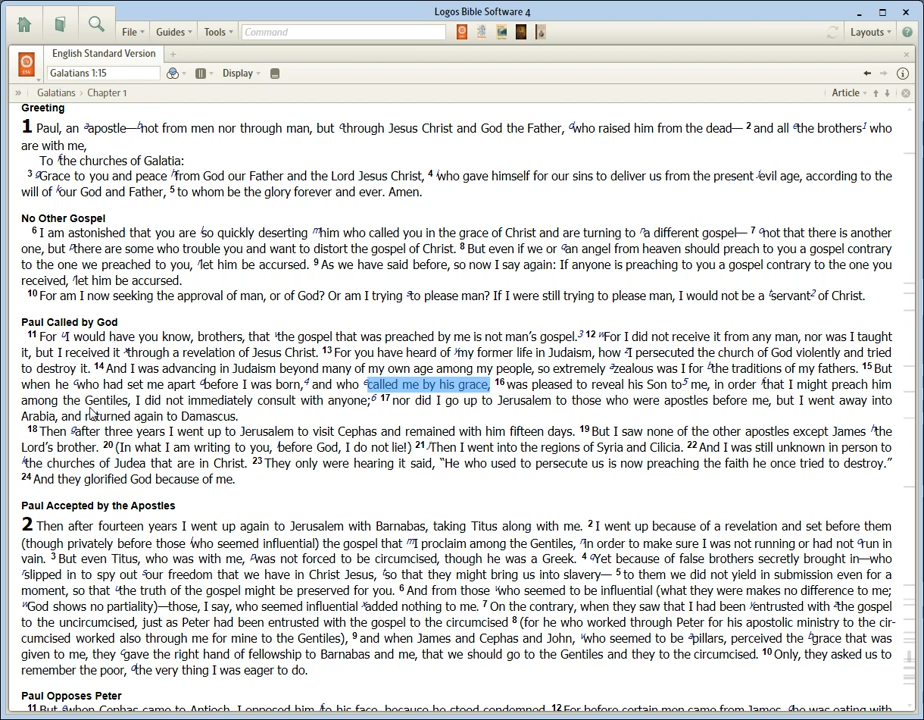 Logos Bible Software 4
File Guides Tools Command Layouts
English Standard Version
Galatians 1:15 Display
» Galatians › Chapter 1 Article
Greeting
1 Paul, an apostle—not from men nor through man, but through Jesus Christ and God the Father, who raised him from the dead— 2 and all the brothers who
are with me,
To the churches of Galatia:
3 Grace to you and peace from God our Father and the Lord Jesus Christ, 4 who gave himself for our sins to deliver us from the present evil age, according to the
will of our God and Father, 5 to whom be the glory forever and ever. Amen.
No Other Gospel
6 I am astonished that you are so quickly deserting him who called you in the grace of Christ and are turning to a different gospel— 7 not that there is another
one, but there are some who trouble you and want to distort the gospel of Christ. 8 But even if we or an angel from heaven should preach to you a gospel contrary
to the one we preached to you, let him be accursed. 9 As we have said before, so now I say again: If anyone is preaching to you a gospel contrary to the one you
received, let him be accursed.
10 For am I now seeking the approval of man, or of God? Or am I trying to please man? If I were still trying to please man, I would not be a servant2 of Christ.
Paul Called by God
11 For I would have you know, brothers, that the gospel that was preached by me is not man's gospel.3 12 For I did not receive it from any man, nor was I taught
it, but I received it through a revelation of Jesus Christ. 13 For you have heard of my former life in Judaism, how I persecuted the church of God violently and tried
to destroy it. 14 And I was advancing in Judaism beyond many of my own age among my people, so extremely zealous was I for the traditions of my fathers. 15 But
when he who had set me apart before I was born,4 and who called me by his grace, 16 was pleased to reveal his Son to5 me, in order that I might preach him
among the Gentiles, I did not immediately consult with anyone;6 17 nor did I go up to Jerusalem to those who were apostles before me, but I went away into
Arabia, and returned again to Damascus.
18 Then after three years I went up to Jerusalem to visit Cephas and remained with him fifteen days. 19 But I saw none of the other apostles except James the
Lord's brother. 20 (In what I am writing to you, before God, I do not lie!) 21 Then I went into the regions of Syria and Cilicia. 22 And I was still unknown in person to
the churches of Judea that are in Christ. 23 They only were hearing it said, “He who used to persecute us is now preaching the faith he once tried to destroy.”
24 And they glorified God because of me.
Paul Accepted by the Apostles
2 Then after fourteen years I went up again to Jerusalem with Barnabas, taking Titus along with me. 2 I went up because of a revelation and set before them
(though privately before those who seemed influential) the gospel that I proclaim among the Gentiles, in order to make sure I was not running or had not run in
vain. 3 But even Titus, who was with me, was not forced to be circumcised, though he was a Greek. 4 Yet because of false brothers secretly brought in—who
slipped in to spy out our freedom that we have in Christ Jesus, so that they might bring us into slavery— 5 to them we did not yield in submission even for a
moment, so that the truth of the gospel might be preserved for you. 6 And from those who seemed to be influential (what they were makes no difference to me;
God shows no partiality)—those, I say, who seemed influential added nothing to me. 7 On the contrary, when they saw that I had been entrusted with the gospel
to the uncircumcised, just as Peter had been entrusted with the gospel to the circumcised 8 (for he who worked through Peter for his apostolic ministry to the cir-
cumcised worked also through me for mine to the Gentiles), 9 and when James and Cephas and John, who seemed to be pillars, perceived the grace that was
given to me, they gave the right hand of fellowship to Barnabas and me, that we should go to the Gentiles and they to the circumcised. 10 Only, they asked us to
remember the poor, the very thing I was eager to do.
Paul Opposes Peter
11 But when Cephas came to Antioch, I opposed him to his face, because he stood condemned. 12 For before certain men came from James, he was eating with